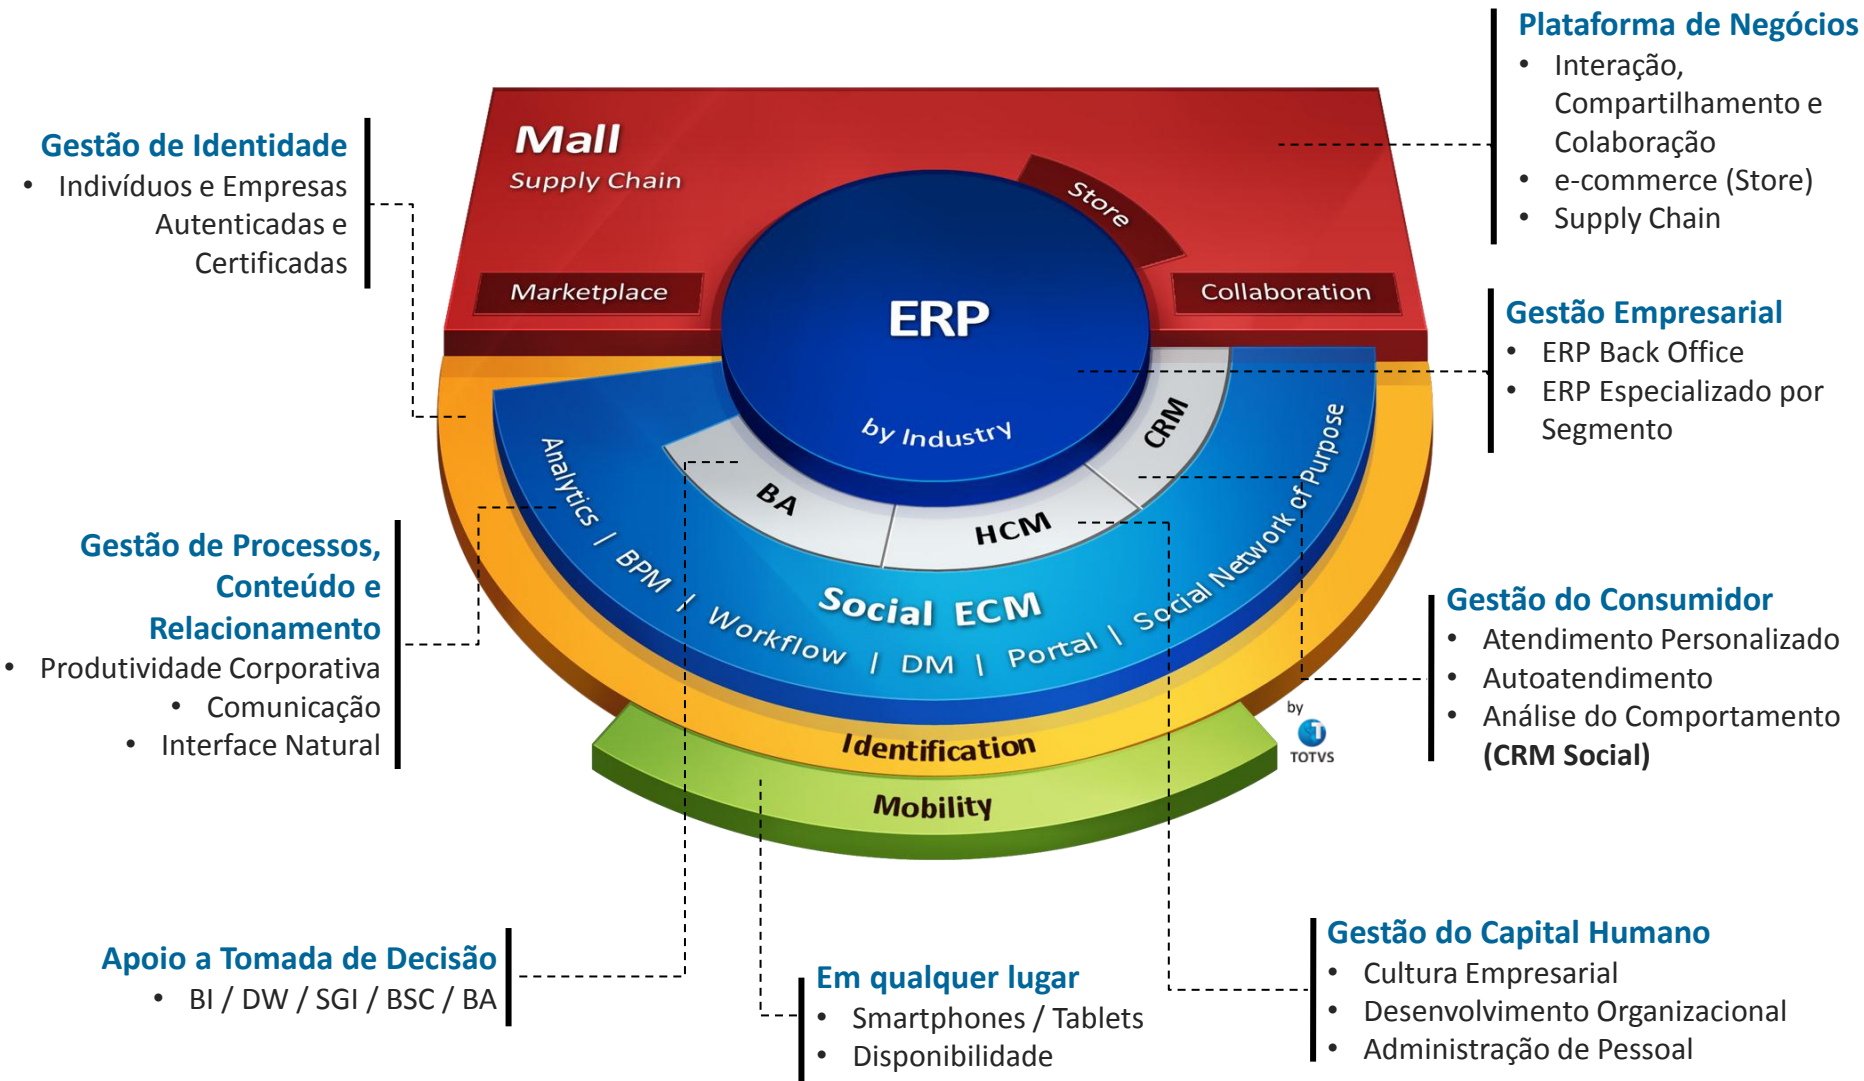 Plataforma de Negócios
• Interação,
Compartilhamento e
Colaboração
• e-commerce (Store)
• Supply Chain
Gestão de Identidade
• Indivíduos e Empresas
Autenticadas e
Certificadas
Mall
Supply Chain
Store
Marketplace
Collaboration
ERP
by Industry
Gestão Empresarial
• ERP Back Office
• ERP Especializado por
Segmento
BA
HCM
CRM
Social ECM
Analytics | BPM | Workflow | DM | Portal | Social Network of Purpose
Identification
Mobility
by
TOTVS
Gestão de Processos,
Conteúdo e
Relacionamento
• Produtividade Corporativa
• Comunicação
• Interface Natural
Gestão do Consumidor
• Atendimento Personalizado
• Autoatendimento
• Análise do Comportamento
(CRM Social)
Apoio a Tomada de Decisão
• BI / DW / SGI / BSC / BA
Em qualquer lugar
• Smartphones / Tablets
• Disponibilidade
Gestão do Capital Humano
• Cultura Empresarial
• Desenvolvimento Organizacional
• Administração de Pessoal